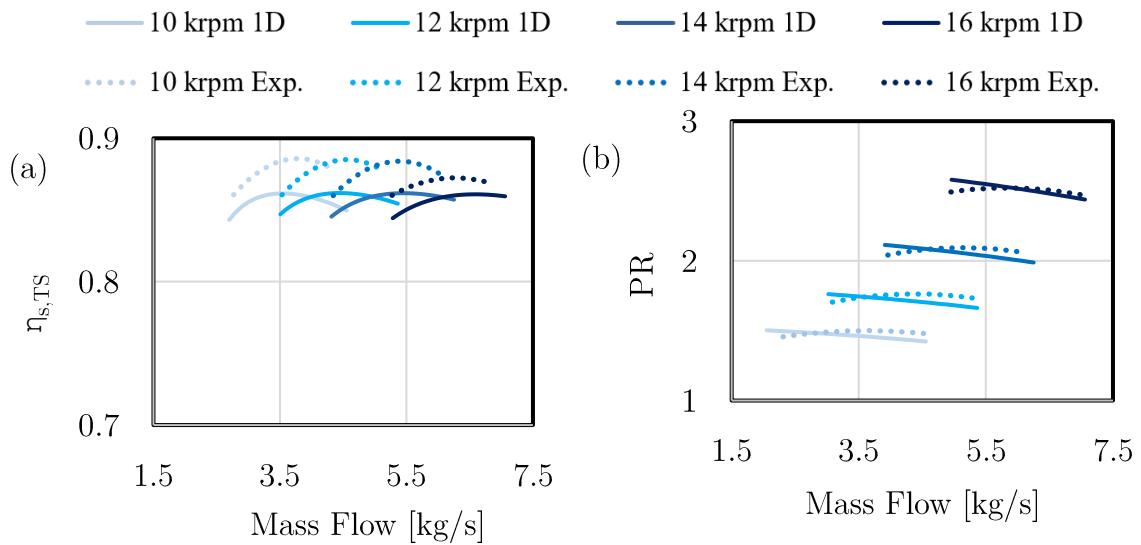 10 krpm 1D 12 krpm 1D 14 krpm 1D 16 krpm 1D
10 krpm Exp. 12 krpm Exp. 14 krpm Exp. 16 krpm Exp.
(a)
0.9
0.8
0.7
ηs,TS
1.5 3.5 5.5 7.5
Mass Flow [kg/s]
(b)
3
2
1
PR
1.5 3.5 5.5 7.5
Mass Flow [kg/s]